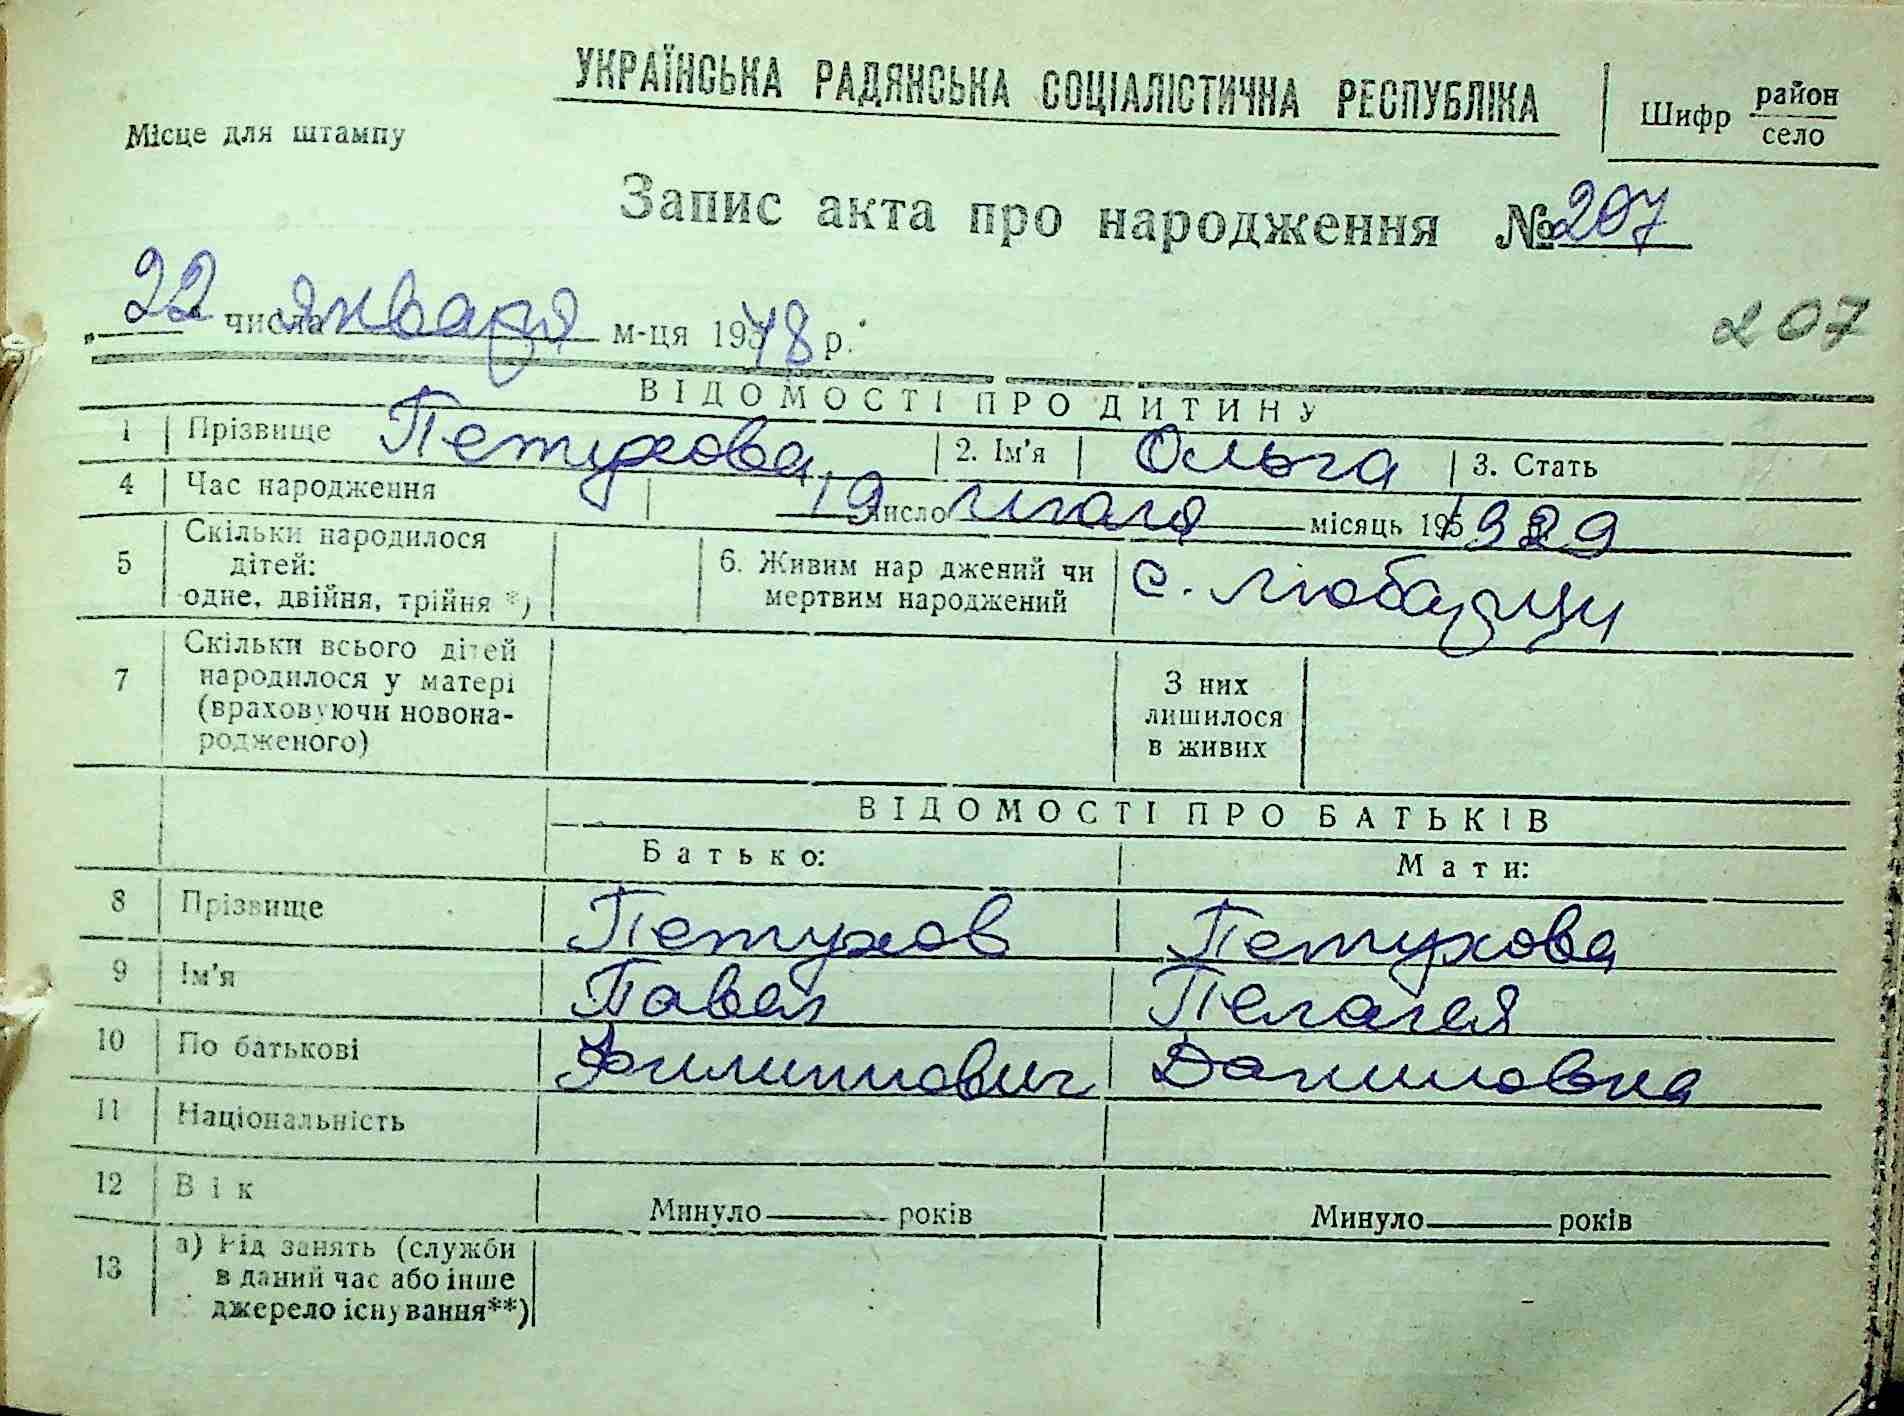 УКРАЇНСЬКА РАДЯНСЬКА СОЦІАЛІСТИЧНА РЕСПУБЛІКА
Шифр район село
Місце для штампу
Запис акта про народження № 207
„22" числа января м-ця 1948 р.
207
ВІДОМОСТІ ПРО ДИТИНУ
1 Прізвище Петухова 2. Ім'я Ольга 3. Стать
4 Час народження 19 число июля місяць 1929
5 Скільки народилося дітей: одне, двійня, трійня *) 6. Живим нар джений чи мертвим народжений с. Любарцы
7 Скільки всього дітей народилося у матері (враховуючи новонародженого) З них лишилося в живих
ВІДОМОСТІ ПРО БАТЬКІВ
Батько: Мати:
8 Прізвище Петухов Петухова
9 Ім'я Павел Пелагея
10 По батькові Филиппович Даниловна
11 Національність
12 Вік Минуло років Минуло років
13 а) Рід занять (служби в даний час або інше джерело існування**)